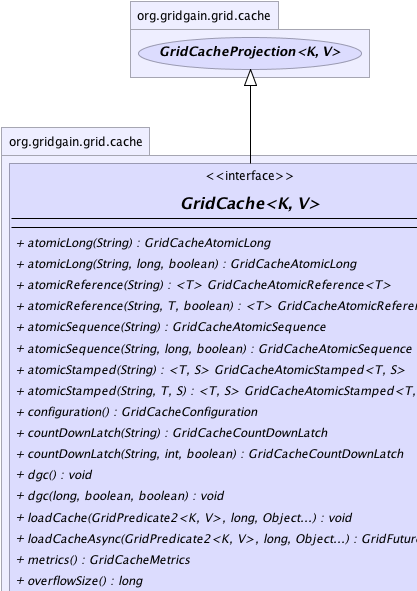 org.gridgain.grid.cache
GridCacheProjection<K, V>
org.gridgain.grid.cache
<<interface>>
GridCache<K, V>
+ atomicLong(String) : GridCacheAtomicLong
+ atomicLong(String, long, boolean) : GridCacheAtomicLong
+ atomicReference(String) : <T> GridCacheAtomicReference<T>
+ atomicReference(String, T, boolean) : <T> GridCacheAtomicRefere
+ atomicSequence(String) : GridCacheAtomicSequence
+ atomicSequence(String, long, boolean) : GridCacheAtomicSequence
+ atomicStamped(String) : <T, S> GridCacheAtomicStamped<T, S>
+ atomicStamped(String, T, S) : <T, S> GridCacheAtomicStamped<T,
+ configuration() : GridCacheConfiguration
+ countDownLatch(String) : GridCacheCountDownLatch
+ countDownLatch(String, int, boolean) : GridCacheCountDownLatch
+ dgc() : void
+ dgc(long, boolean, boolean) : void
+ loadCache(GridPredicate2<K, V>, long, Object...) : void
+ loadCacheAsync(GridPredicate2<K, V>, long, Object...) : GridFutur
+ metrics() : GridCacheMetrics
+ overflowSize() : long